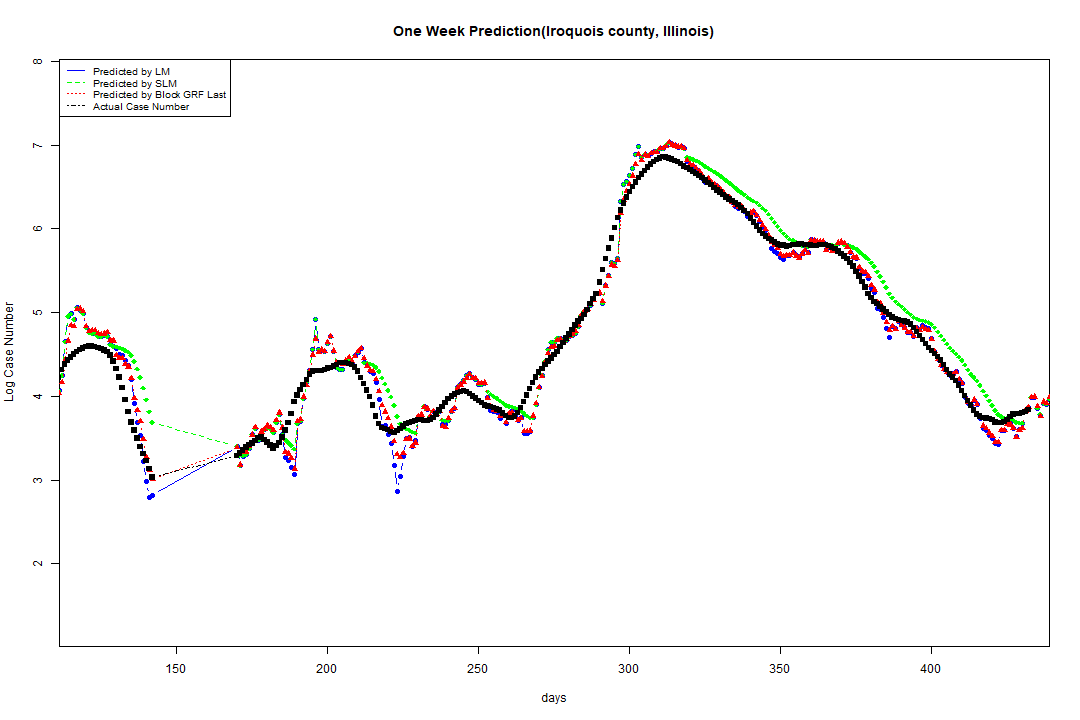 One Week Prediction(Iroquois county, Illinois)
Predicted by LM
Predicted by SLM
Predicted by Block GRF Last
Actual Case Number
8
7
6
5
4
3
2
Log Case Number
150 200 250 300 350 400
days